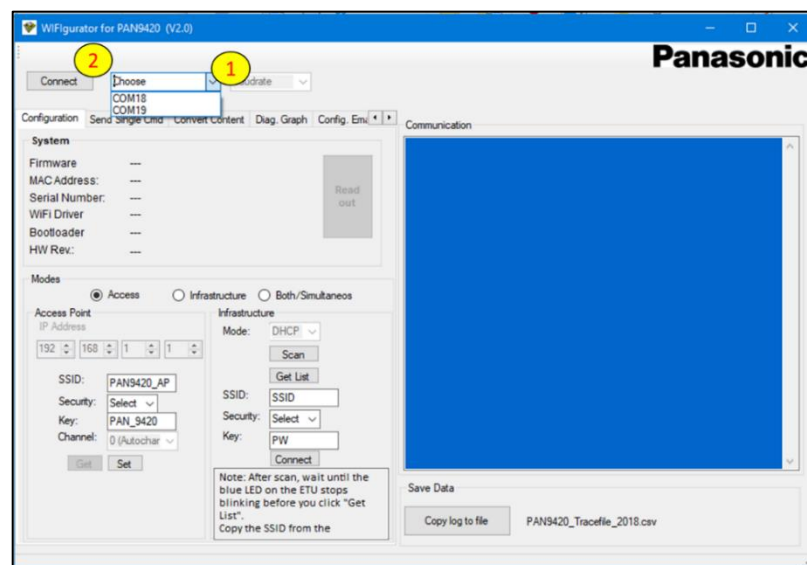 WIFIgurator for PAN9420 (V2.0)
Panasonic
2
1
Connect
Choose
COM18
COM19
Configuration
Send Single Cmd
Convert Content
Diag. Graph
Config. Em
System
Firmware ---
MAC Address: ---
Serial Number: ---
WiFi Driver ---
Bootloader ---
HW Rev.: ---
Read
out
Modes
Access
Infrastructure
Both/Simultaneos
Access Point
IP Address
192 168 1 1
SSID: PAN9420_AP
Security: Select
Key: PAN_9420
Channel: 0 (Autochar
Get
Set
Infrastructure
Mode: DHCP
Scan
Get List
SSID: SSID
Security: Select
Key: PW
Connect
Note: After scan, wait until the
blue LED on the ETU stops
blinking before you click "Get
List".
Copy the SSID from the
Communication
Save Data
Copy log to file
PAN9420_Tracefile_2018.csv